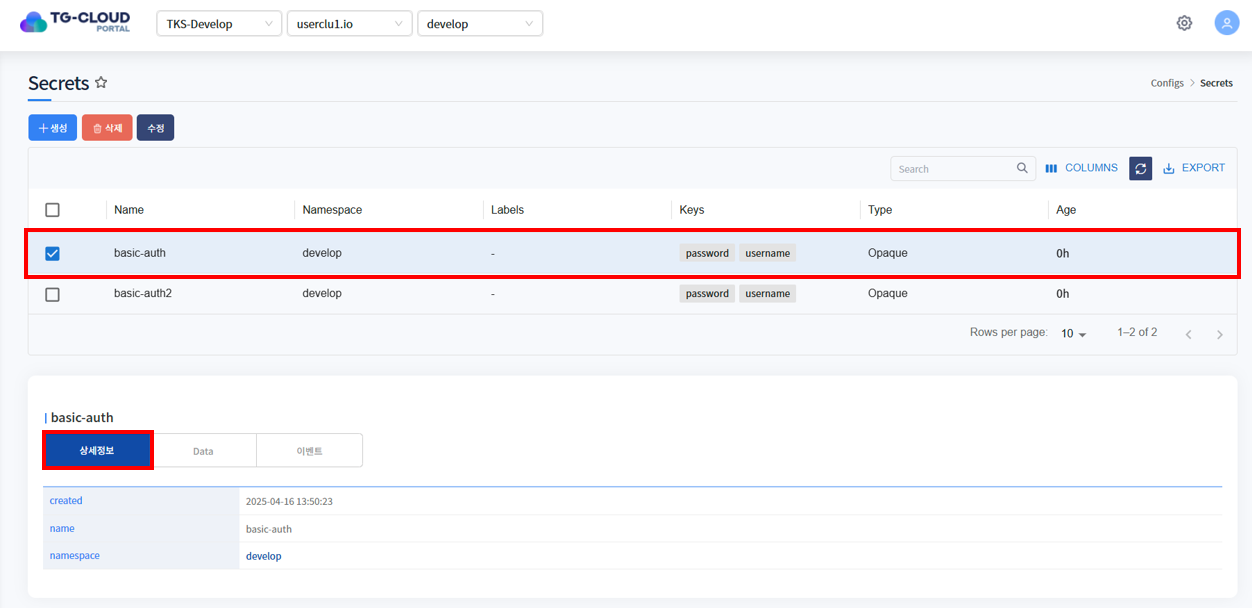 TG-CLOUD
PORTAL
TKS-Develop userclu1.io develop
Secrets
Configs > Secrets
+ 생성 삭제 수정
Search COLUMNS EXPORT
Name Namespace Labels Keys Type Age
basic-auth develop - password username Opaque 0h
basic-auth2 develop - password username Opaque 0h
Rows per page: 10 1–2 of 2
| basic-auth
상세정보 Data 이벤트
created 2025-04-16 13:50:23
name basic-auth
namespace develop